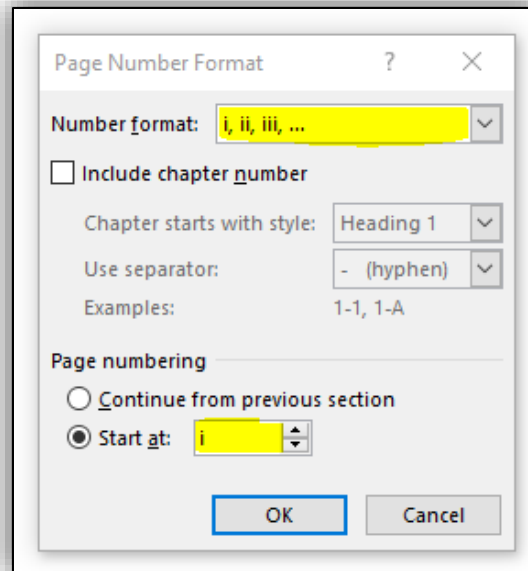 Page Number Format ?
Number format: i, ii, iii, ...
Include chapter number
Chapter starts with style: Heading 1
Use separator: - (hyphen)
Examples: 1-1, 1-A
Page numbering
Continue from previous section
Start at: i
OK Cancel